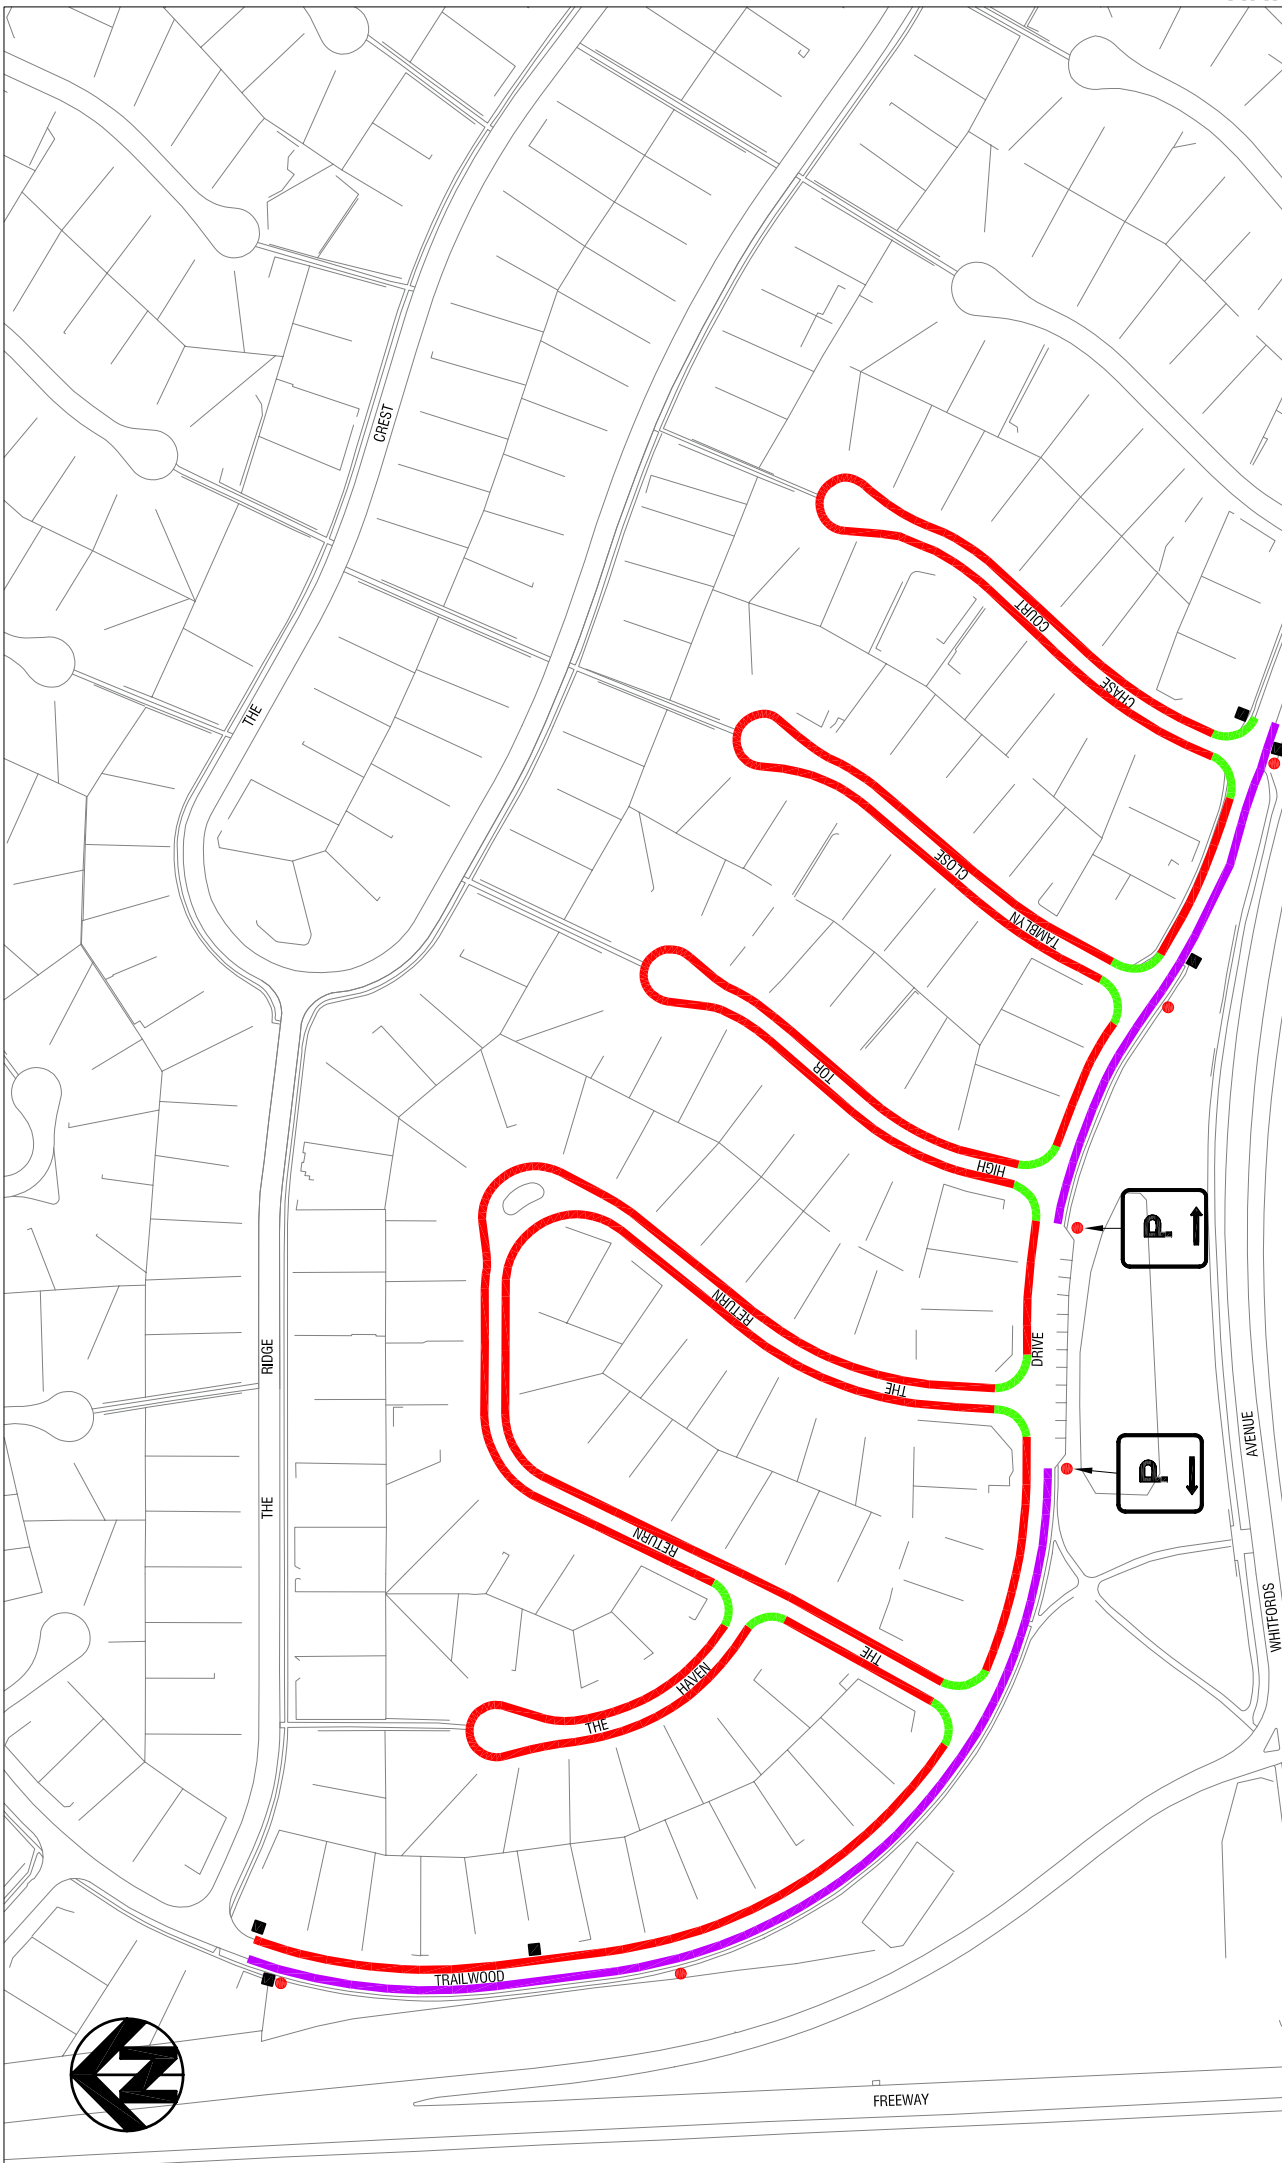 CREST
THE
COURT
CHASE
CLOSE
TAMBLYN
TOR
HIGH
P
RETURN
THE
DRIVE
RIDGE
THE
P
AVENUE
RETURN
WHITFORDS
THE
HAVEN
THE
TRAILWOOD
N
FREEWAY